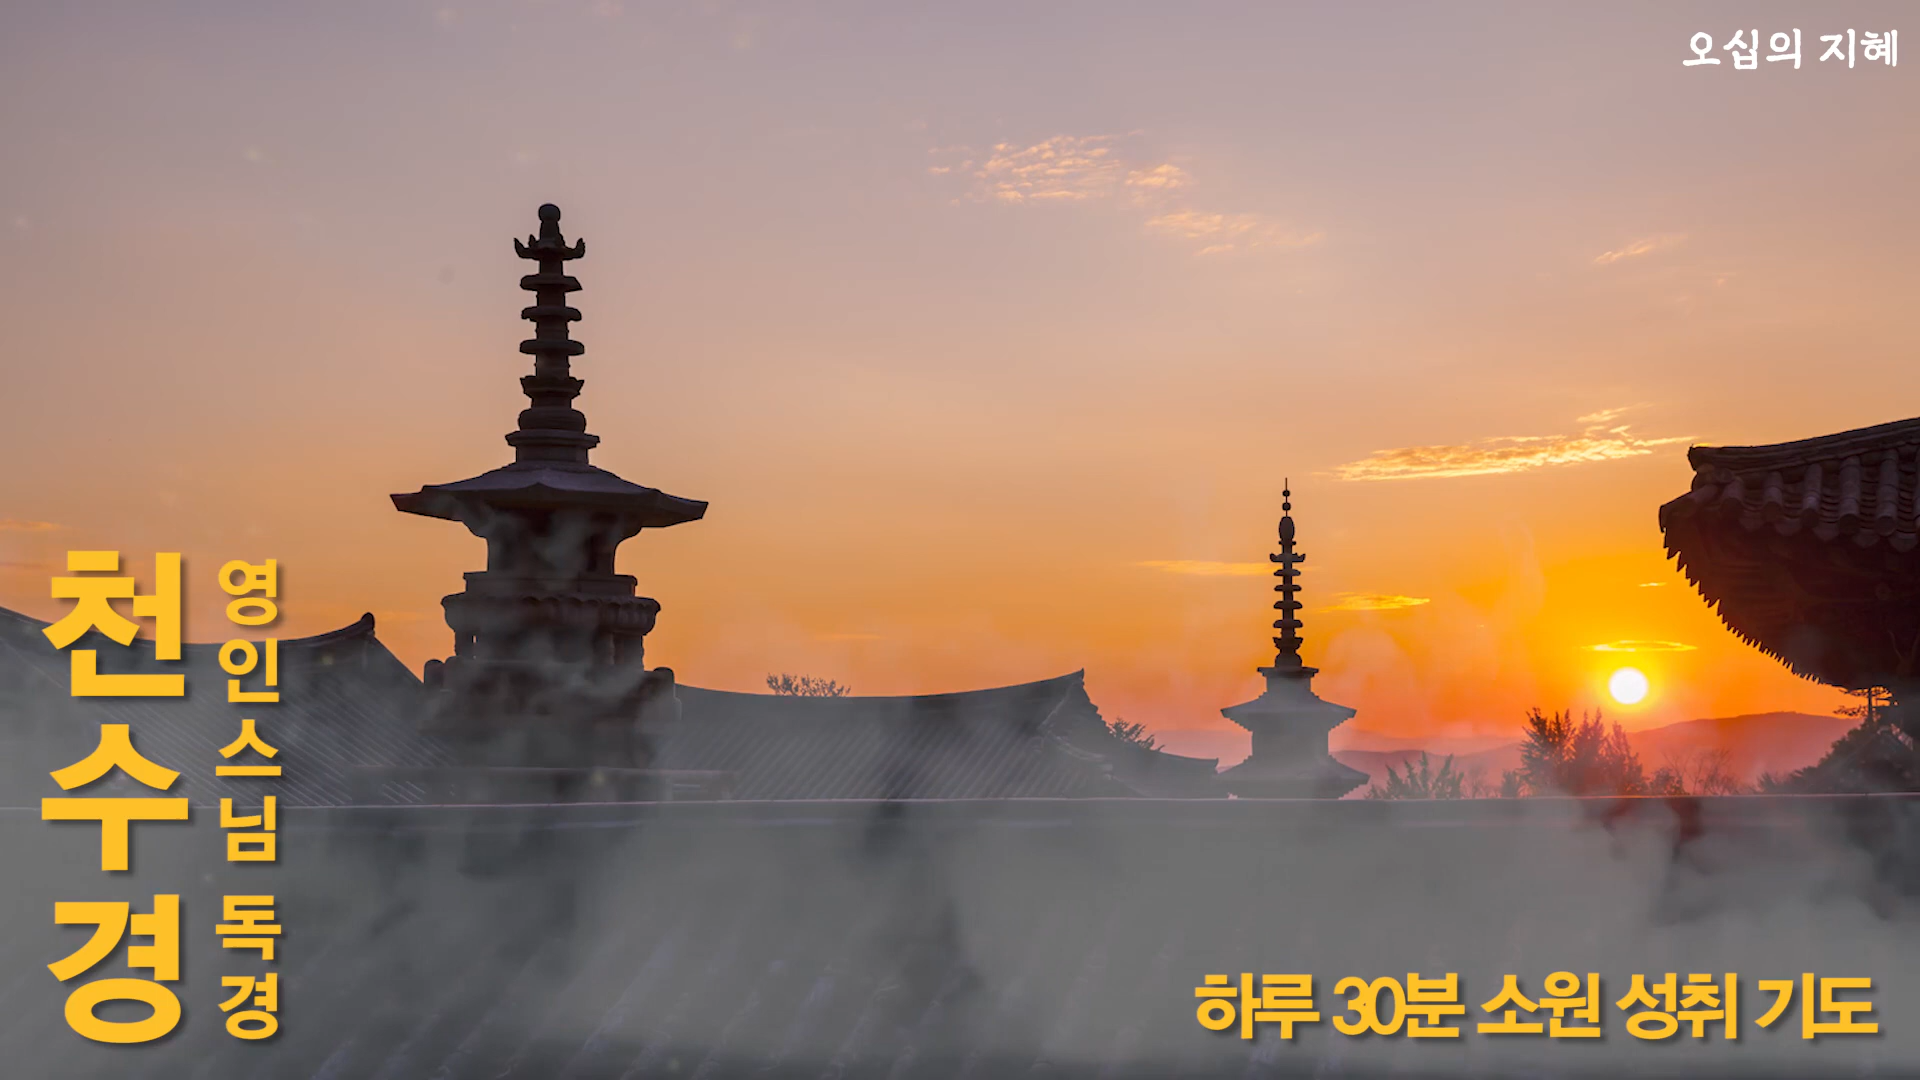 오십의 지혜
천수경
영인스님 독경
하루 30분 소원 성취 기도